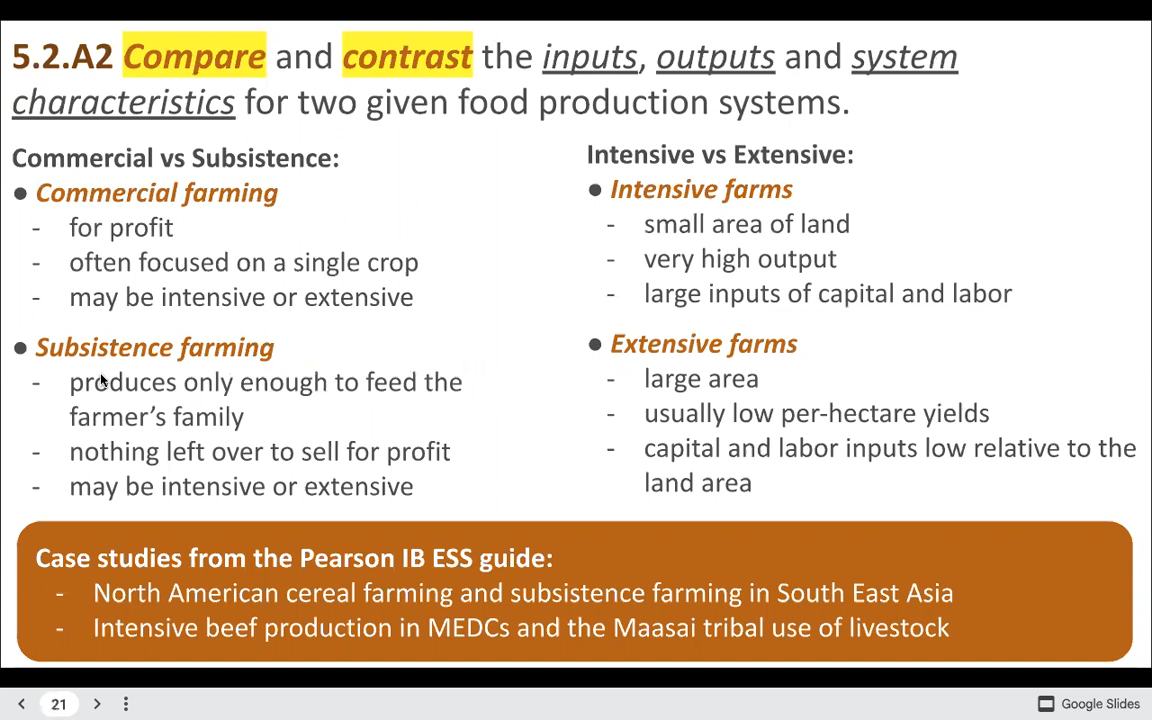 5.2.A2 Compare and contrast the inputs, outputs and system
characteristics for two given food production systems.
Commercial vs Subsistence:
● Commercial farming
- for profit
- often focused on a single crop
- may be intensive or extensive
● Subsistence farming
- produces only enough to feed the
farmer's family
- nothing left over to sell for profit
- may be intensive or extensive
Intensive vs Extensive:
● Intensive farms
- small area of land
- very high output
- large inputs of capital and labor
● Extensive farms
- large area
- usually low per-hectare yields
- capital and labor inputs low relative to the
land area
Case studies from the Pearson IB ESS guide:
- North American cereal farming and subsistence farming in South East Asia
- Intensive beef production in MEDCs and the Maasai tribal use of livestock
21
Google Slides